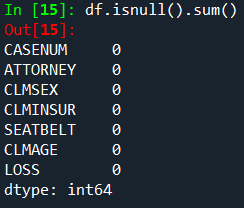 In [15]: df.isnull().sum()
Out[15]:
CASENUM     0
ATTORNEY    0
CLMSEX      0
CLMINSUR    0
SEATBELT    0
CLMAGE      0
LOSS        0
dtype: int64